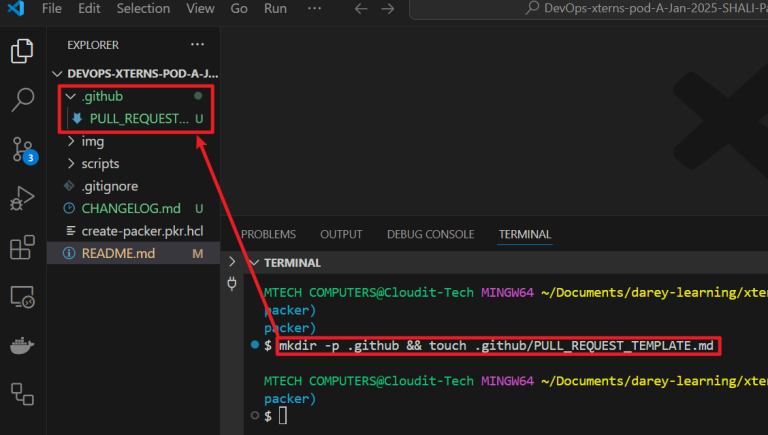 File Edit Selection View Go Run ··· DevOps-xterns-pod-A-Jan-2025-SHALI-Pa
EXPLORER ···
DEVOPS-XTERNS-POD-A-J...
.github
PULL_REQUEST... U
img
scripts
.gitignore
CHANGELOG.md U
create-packer.pkr.hcl
README.md M
3
PROBLEMS OUTPUT DEBUG CONSOLE TERMINAL
TERMINAL
MTECH COMPUTERS@Cloudit-Tech MINGW64 ~/Documents/darey-learning/xter
packer)
packer)
$ mkdir -p .github && touch .github/PULL_REQUEST_TEMPLATE.md
MTECH COMPUTERS@Cloudit-Tech MINGW64 ~/Documents/darey-learning/xter
packer)
$